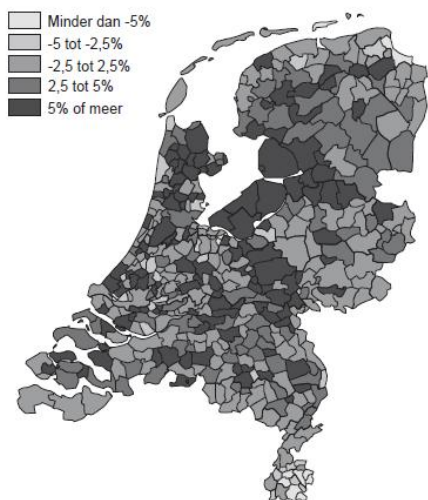 Minder dan -5%
-5 tot -2,5%
-2,5 tot 2,5%
2,5 tot 5%
5% of meer